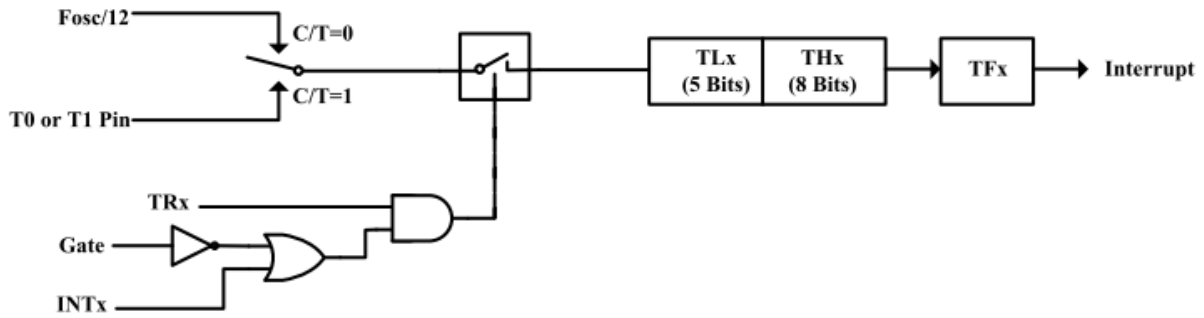 Fosc/12
C/T=0
C/T=1
T0 or T1 Pin
TLx
(5 Bits)
THx
(8 Bits)
TFx
Interrupt
TRx
Gate
INTx